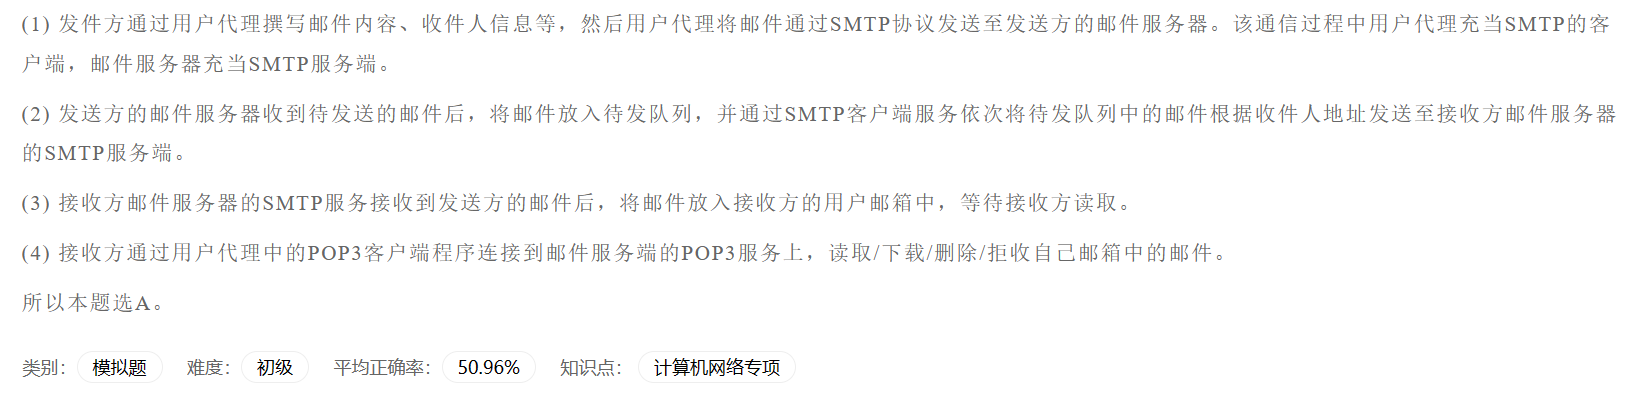 (1) 发件方通过用户代理撰写邮件内容、收件人信息等，然后用户代理将邮件通过SMTP协议发送至发送方的邮件服务器。该通信过程中用户代理充当SMTP的客
户端，邮件服务器充当SMTP服务端。
(2) 发送方的邮件服务器收到待发送的邮件后，将邮件放入待发队列，并通过SMTP客户端服务依次将待发队列中的邮件根据收件人地址发送至接收方邮件服务器
的SMTP服务端。
(3) 接收方邮件服务器的SMTP服务接收到发送方的邮件后，将邮件放入接收方的用户邮箱中，等待接收方读取。
(4) 接收方通过用户代理中的POP3客户端程序连接到邮件服务端的POP3服务上，读取/下载/删除/拒收自己邮箱中的邮件。
所以本题选A。
类别： 模拟题 难度： 初级 平均正确率： 50.96% 知识点： 计算机网络专项